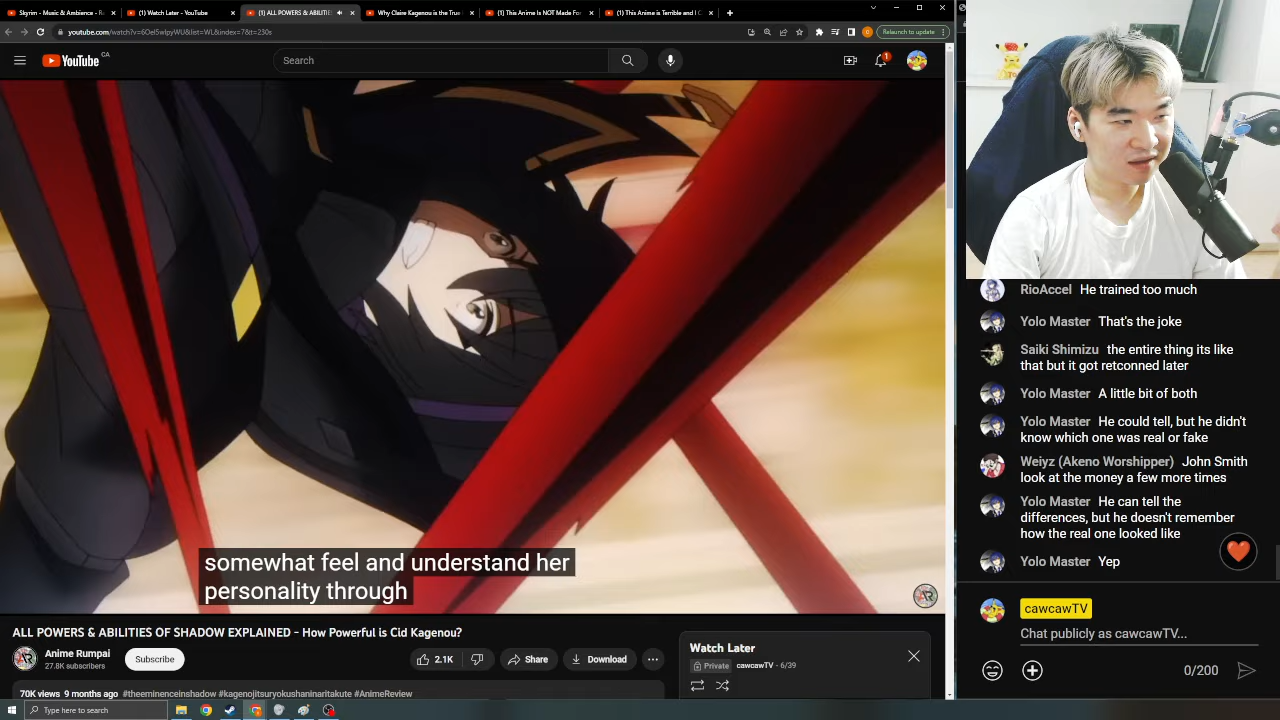 Slgrim - Music & Ambience - R
(1) Watch Later - YouTube
(1) ALL POWERS & ABILITIE
Why Claire Kagenou is the True
(1) This Anime Is NOT Made Fo
(1) This Anime is Terrible and I C
youtube.com/watch?v=6Oel5wlpyWU&list=WL&index=7&t=230s
Relaunch to update
YouTube CA
Search
1
somewhat feel and understand her
personality through
AR
ALL POWERS & ABILITIES OF SHADOW EXPLAINED - How Powerful is Cid Kagenou?
Anime Rumpai
27.8K subscribers
Subscribe
2.1K
Share
Download
70K views 9 months ago #theeminenceinshadow #kagenojitsuryokushaninaritakute #AnimeReview
Watch Later
Private cawcawTV - 6/39
Type here to search
RioAccel He trained too much
Yolo Master That's the joke
Saiki Shimizu the entire thing its like
that but it got retconned later
Yolo Master A little bit of both
Yolo Master He could tell, but he didn't
know which one was real or fake
Weiyz (Akeno Worshipper) John Smith
look at the money a few more times
Yolo Master He can tell the
differences, but he doesn't remember
how the real one looked like
Yolo Master Yep
cawcawTV
Chat publicly as cawcawTV...
0/200